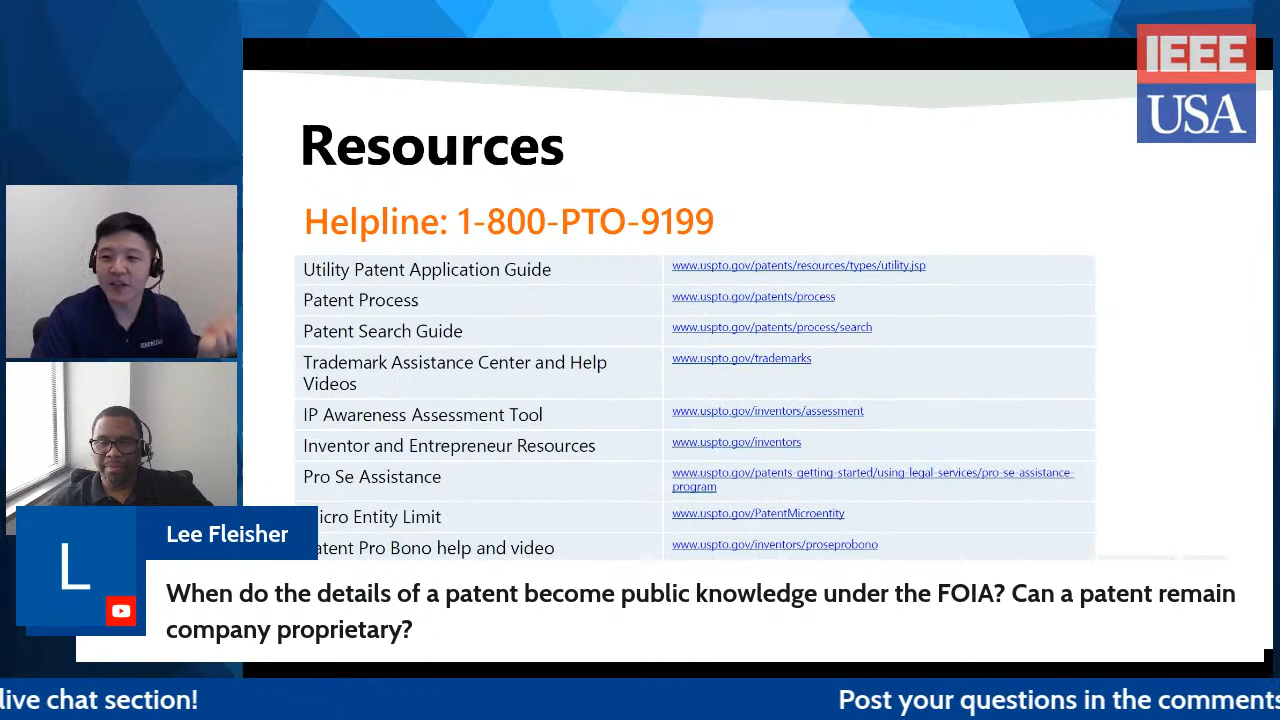 IEEE
USA
Resources
Helpline: 1-800-PTO-9199
Utility Patent Application Guide
www.uspto.gov/patents/resources/types/utility.jsp
Patent Process
www.uspto.gov/patents/process
Patent Search Guide
www.uspto.gov/patents/process/search
Trademark Assistance Center and Help
Videos
www.uspto.gov/trademarks
IP Awareness Assessment Tool
www.uspto.gov/inventors/assessment
Inventor and Entrepreneur Resources
www.uspto.gov/inventors
Pro Se Assistance
www.uspto.gov/patents-getting-started/using-legal-services/pro-se-assistance-
program
icro Entity Limit
www.uspto.gov/PatentMicroentity
atent Pro Bono help and video
www.uspto.gov/inventors/proseprobono
L
Lee Fleisher
When do the details of a patent become public knowledge under the FOIA? Can a patent remain
company proprietary?
live chat section!
Post your questions in the comments